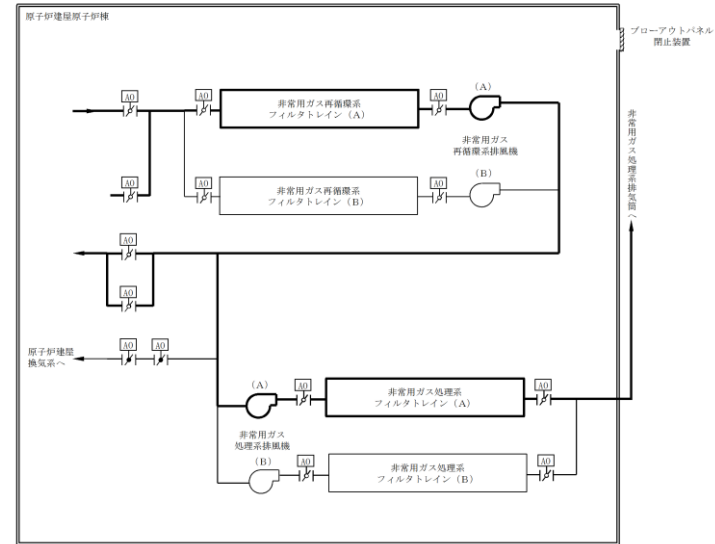 原子炉建屋原子炉棟
ブローアウトパネル
閉止装置
AO
AO
非常用ガス再循環系
フィルタトレイン（A）
AO
（A）
非常用ガス
再循環系排風機
非常用ガス処理系排気筒へ
AO
AO
非常用ガス再循環系
フィルタトレイン（B）
AO
（B）
AO
AO
原子炉建屋
換気系へ
AO
AO
（A）
AO
非常用ガス処理系
フィルタトレイン（A）
AO
非常用ガス
処理系排風機
（B）
AO
非常用ガス処理系
フィルタトレイン（B）
AO